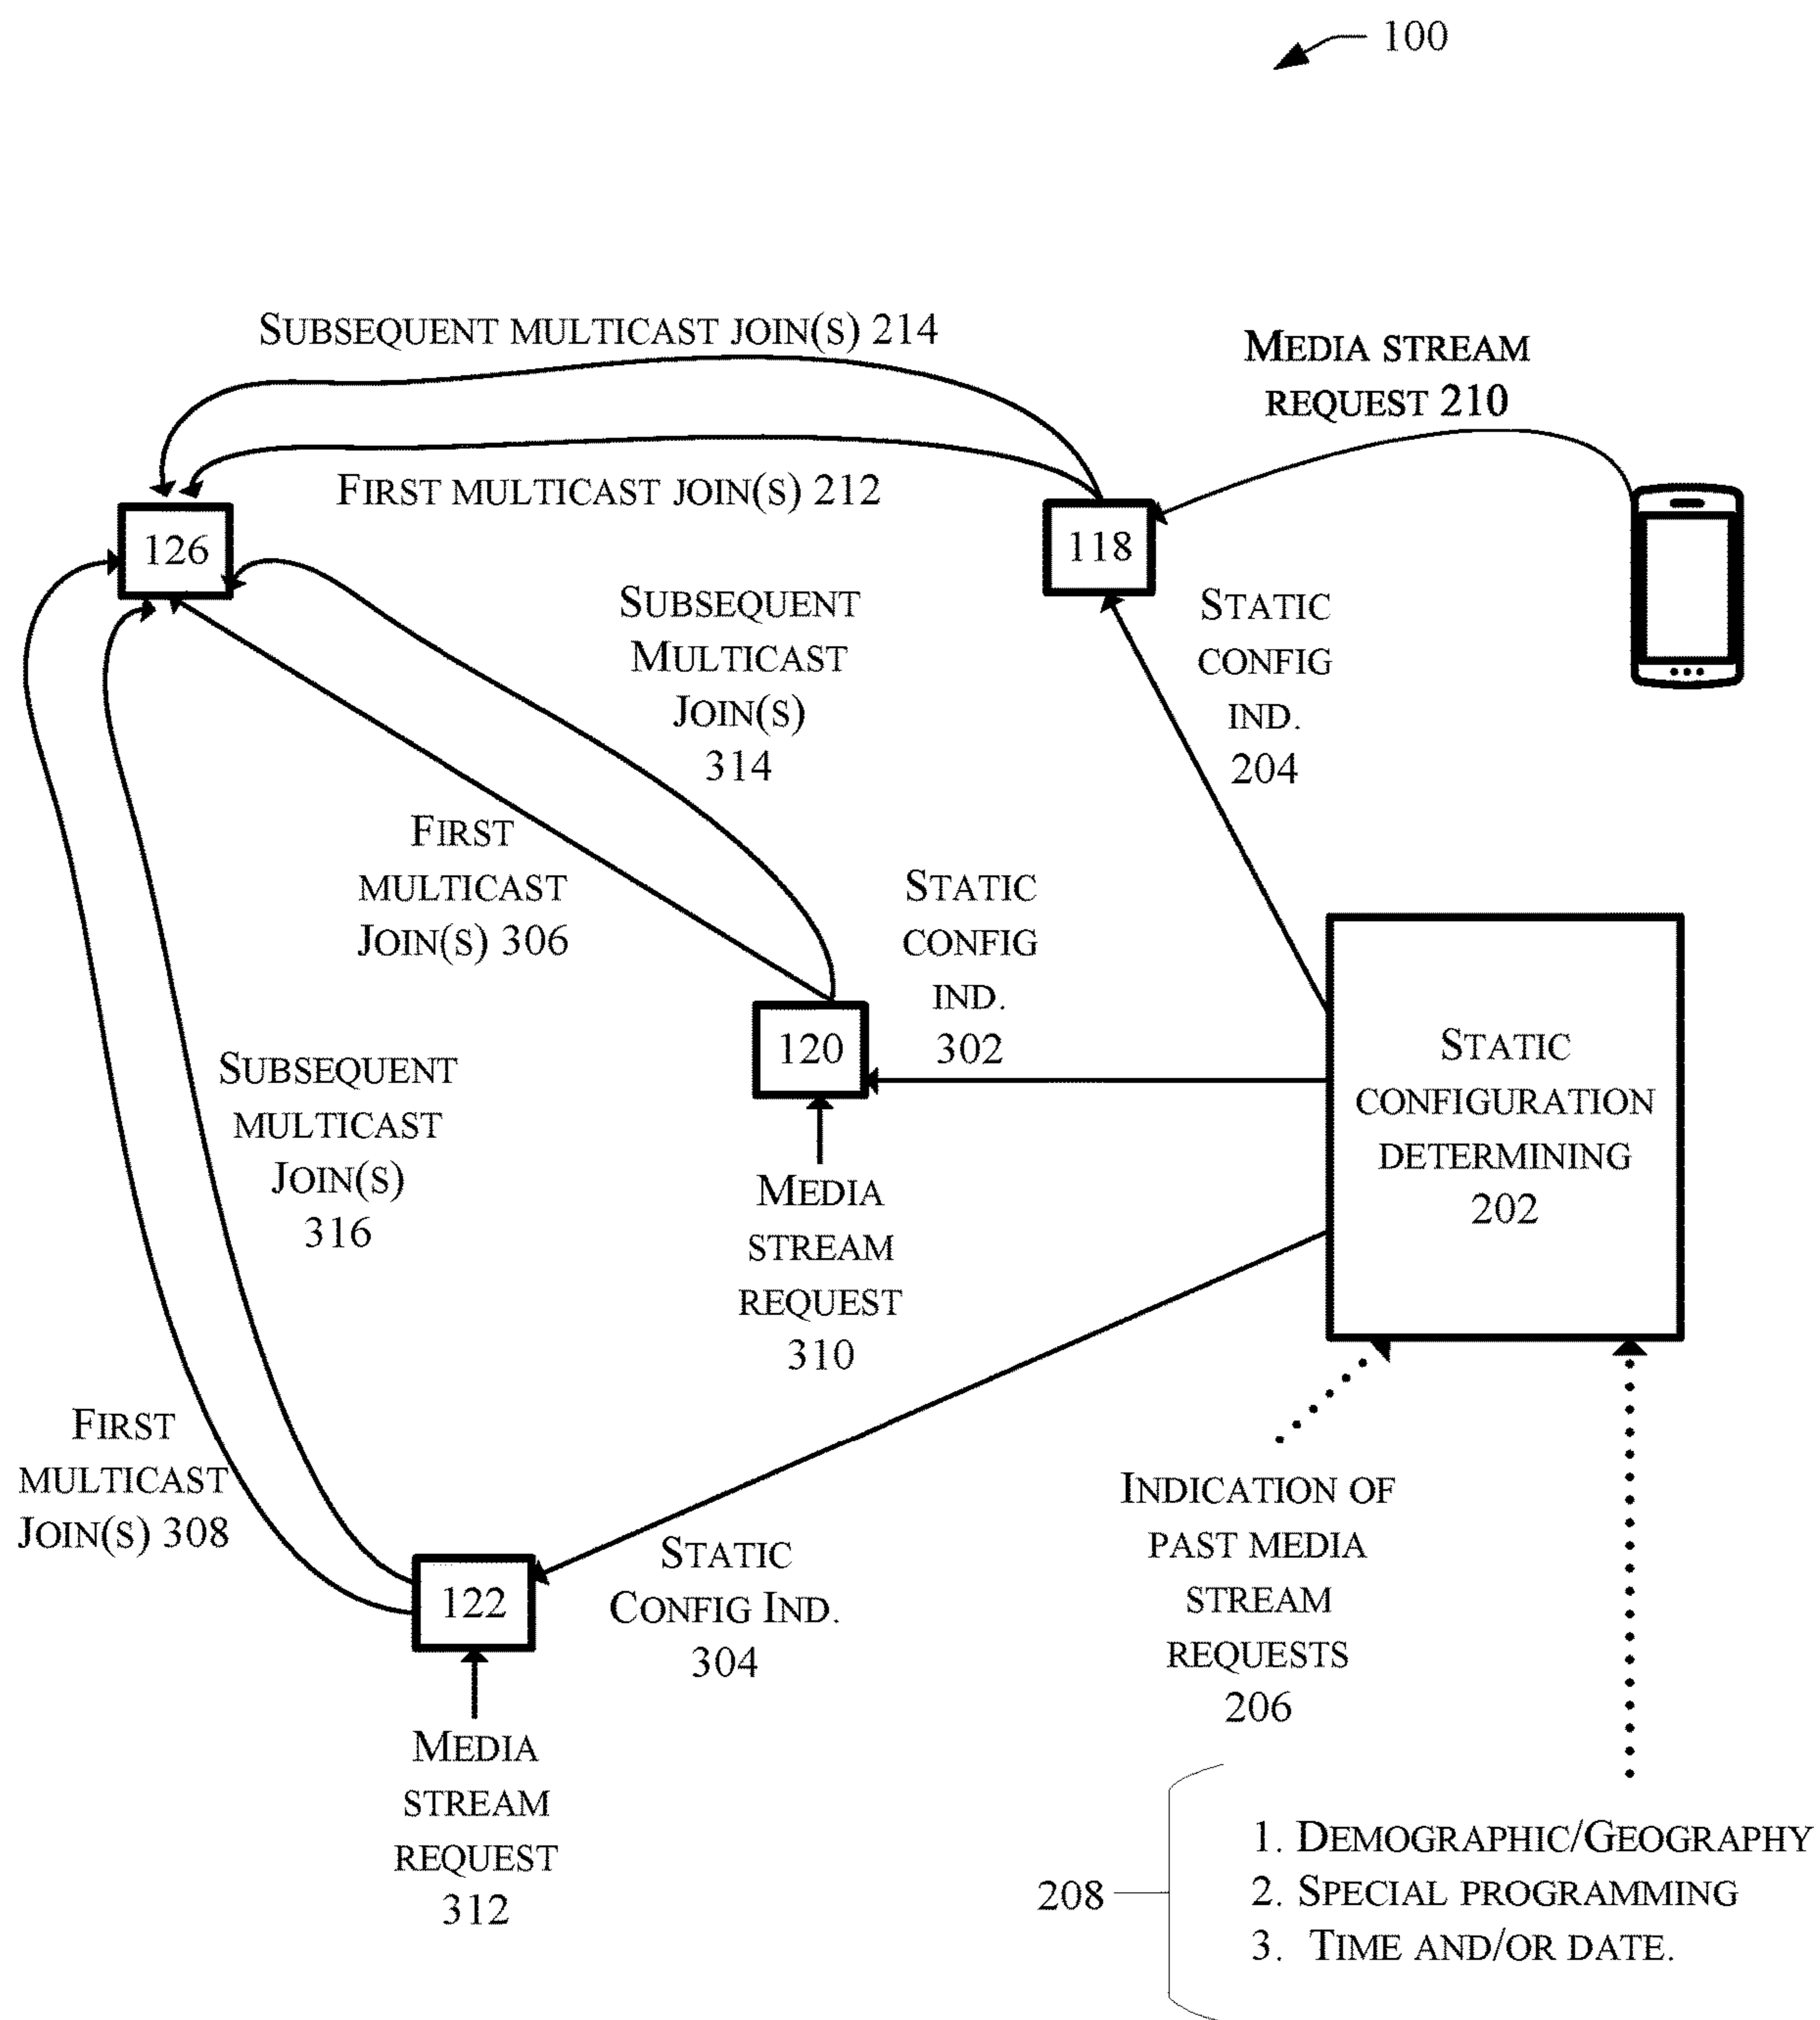 100
SUBSEQUENT MULTICAST JOIN(S) 214
MEDIA STREAM
REQUEST 210
FIRST MULTICAST JOIN(S) 212
126
118
SUBSEQUENT
MULTICAST
JOIN(S)
314
STATIC
CONFIG
IND.
204
FIRST
MULTICAST
JOIN(S) 306
STATIC
CONFIG
IND.
302
120
STATIC
CONFIGURATION
DETERMINING
202
SUBSEQUENT
MULTICAST
JOIN(S)
316
MEDIA
STREAM
REQUEST
310
FIRST
MULTICAST
JOIN(S) 308
122
STATIC
CONFIG IND.
304
INDICATION OF
PAST MEDIA
STREAM
REQUESTS
206
MEDIA
STREAM
REQUEST
312
208
1. DEMOGRAPHIC/GEOGRAPHY
2. SPECIAL PROGRAMMING
3. TIME AND/OR DATE.